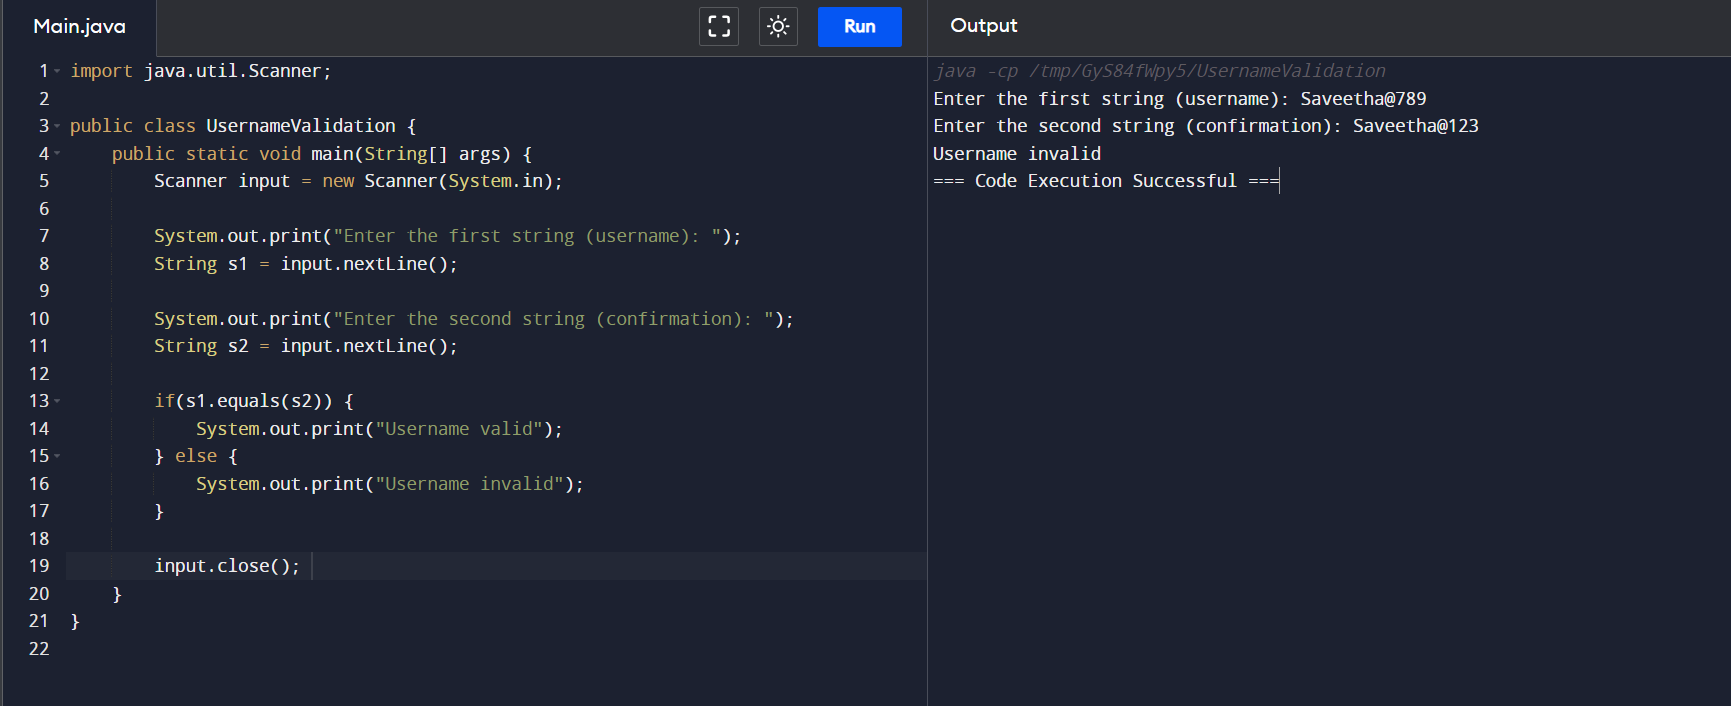 Main.java
Run
Output
1 import java.util.Scanner;
2
3 public class UsernameValidation {
4     public static void main(String[] args) {
5         Scanner input = new Scanner(System.in);
6
7         System.out.print("Enter the first string (username): ");
8         String s1 = input.nextLine();
9
10         System.out.print("Enter the second string (confirmation): ");
11         String s2 = input.nextLine();
12
13         if(s1.equals(s2)) {
14             System.out.print("Username valid");
15         } else {
16             System.out.print("Username invalid");
17         }
18
19         input.close();
20     }
21 }
22
java -cp /tmp/GyS84fWpy5/UsernameValidation
Enter the first string (username): Saveetha@789
Enter the second string (confirmation): Saveetha@123
Username invalid
=== Code Execution Successful ===